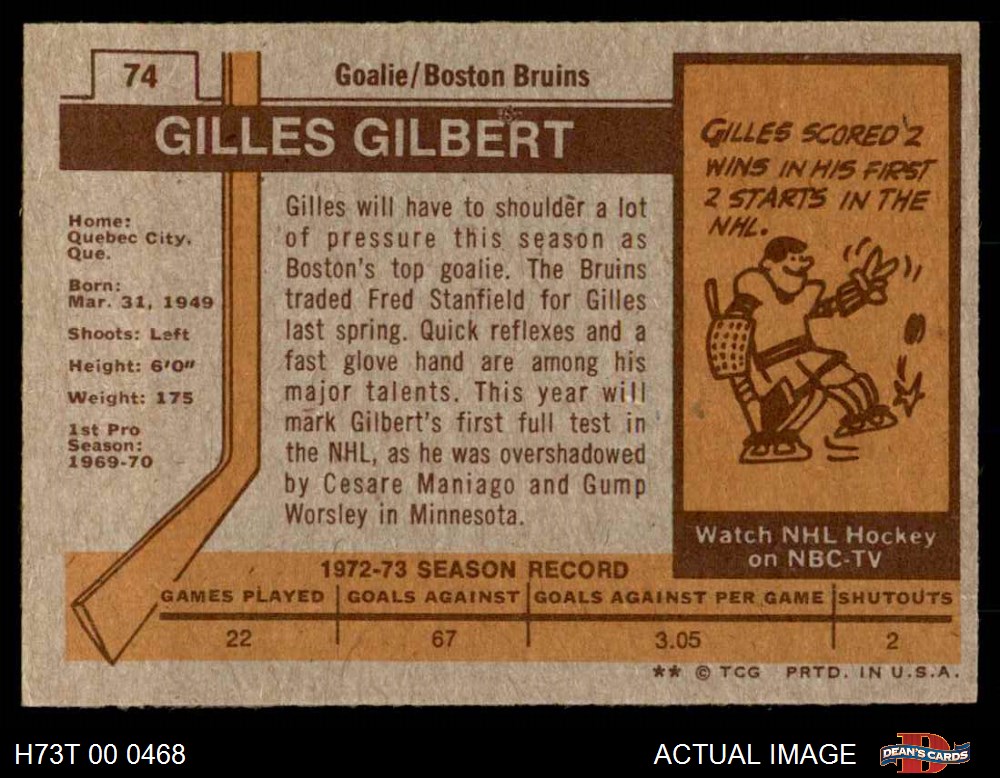 74
Goalie/Boston Bruins
GILLES GILBERT
Home:
Quebec City,
Que.
Born:
Mar. 31, 1949
Shoots: Left
Height: 6'0"
Weight: 175
1st Pro
Season:
1969-70
Gilles will have to shoulder a lot
of pressure this season as
Boston's top goalie. The Bruins
traded Fred Stanfield for Gilles
last spring. Quick reflexes and a
fast glove hand are among his
major talents. This year will
mark Gilbert's first full test in
the NHL, as he was overshadowed
by Cesare Maniago and Gump
Worsley in Minnesota.
GILLES SCORED 2
WINS IN HIS FIRST
2 STARTS IN THE
NHL.
Watch NHL Hockey
on NBC-TV
1972-73 SEASON RECORD
GAMES PLAYED GOALS AGAINST GOALS AGAINST PER GAME SHUTOUTS
22 67 3.05 2
** © TCG PRTD. IN U.S.A.
H73T 00 0468
ACTUAL IMAGE
DEAN'S CARDS